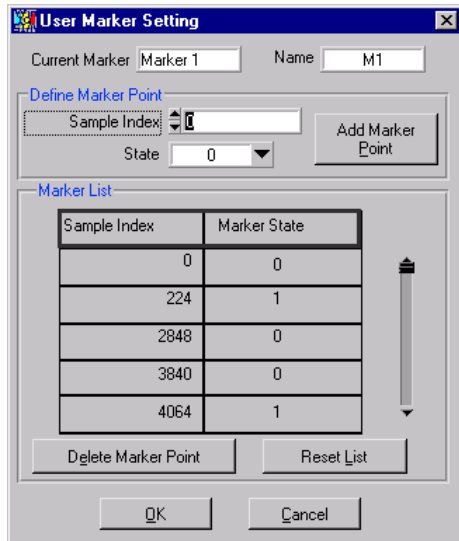 User Marker Setting
Current Marker Marker 1 Name M1
Define Marker Point
Sample Index 0
State 0
Add Marker Point
Marker List
Sample Index Marker State
0 0
224 1
2848 0
3840 0
4064 1
Delete Marker Point Reset List
OK Cancel